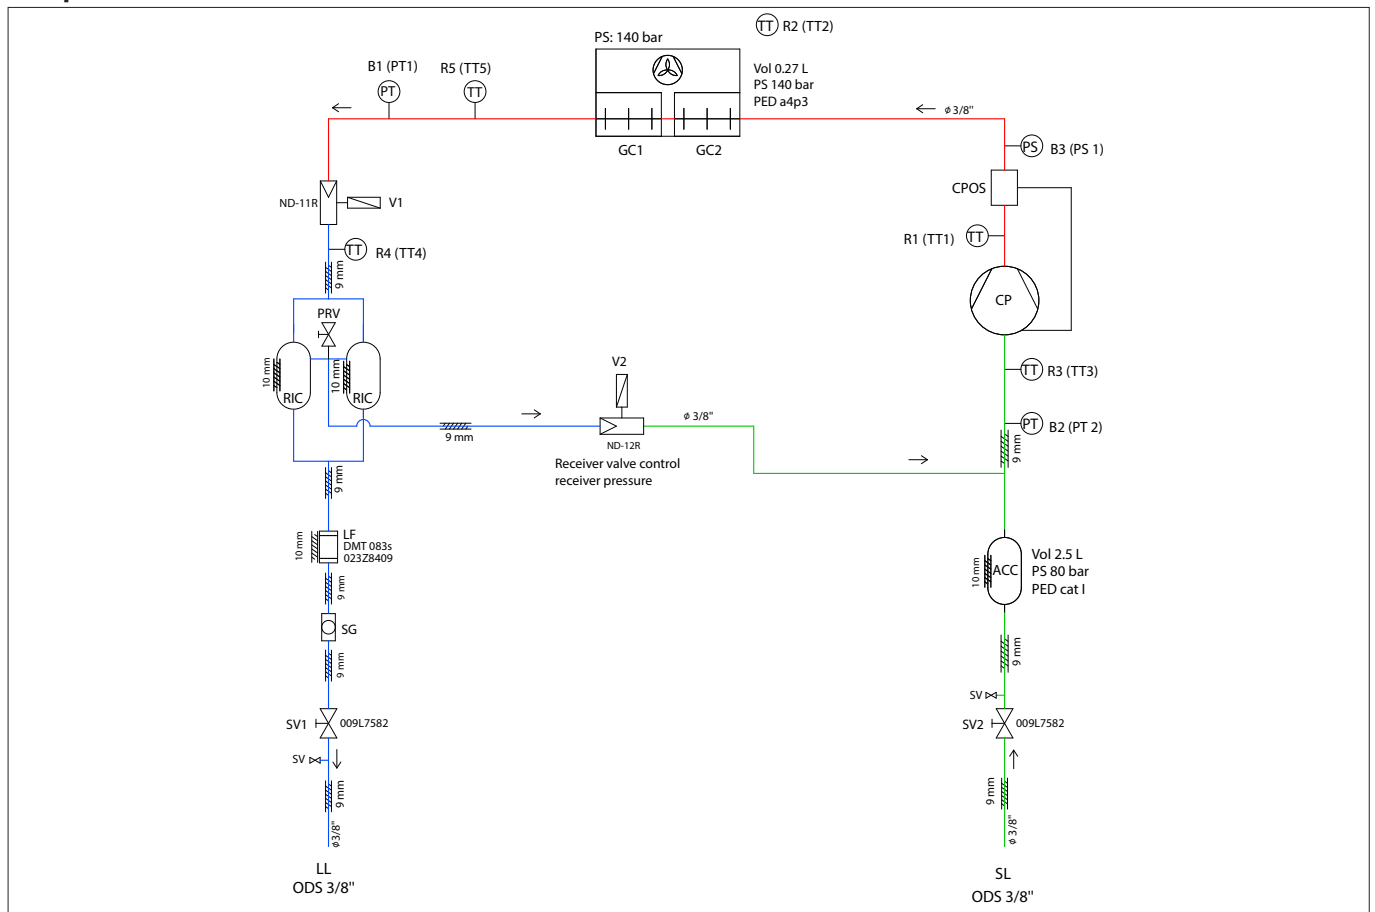 TT R2 (TT2)
PS: 140 bar
B1 (PT1)
R5 (TT5)
Vol 0.27 L
PS 140 bar
PED a4p3
PT
TT
ϕ 3/8"
GC1
GC2
PS B3 (PS 1)
CPOS
ND-11R
V1
R1 (TT1) TT
TT R4 (TT4)
9 mm
CP
PRV
V2
10 mm
10 mm
TT R3 (TT3)
RIC
RIC
ϕ 3/8"
PT B2 (PT 2)
9 mm
ND-12R
9 mm
Receiver valve control
receiver pressure
9 mm
LF
DMT 083s
023Z8409
10 mm
Vol 2.5 L
PS 80 bar
PED cat I
ACC
10 mm
9 mm
SG
9 mm
9 mm
SV
SV1
009L7582
SV2
009L7582
SV
9 mm
9 mm
ϕ3/8"
ϕ 3/8"
LL
ODS 3/8"
SL
ODS 3/8"